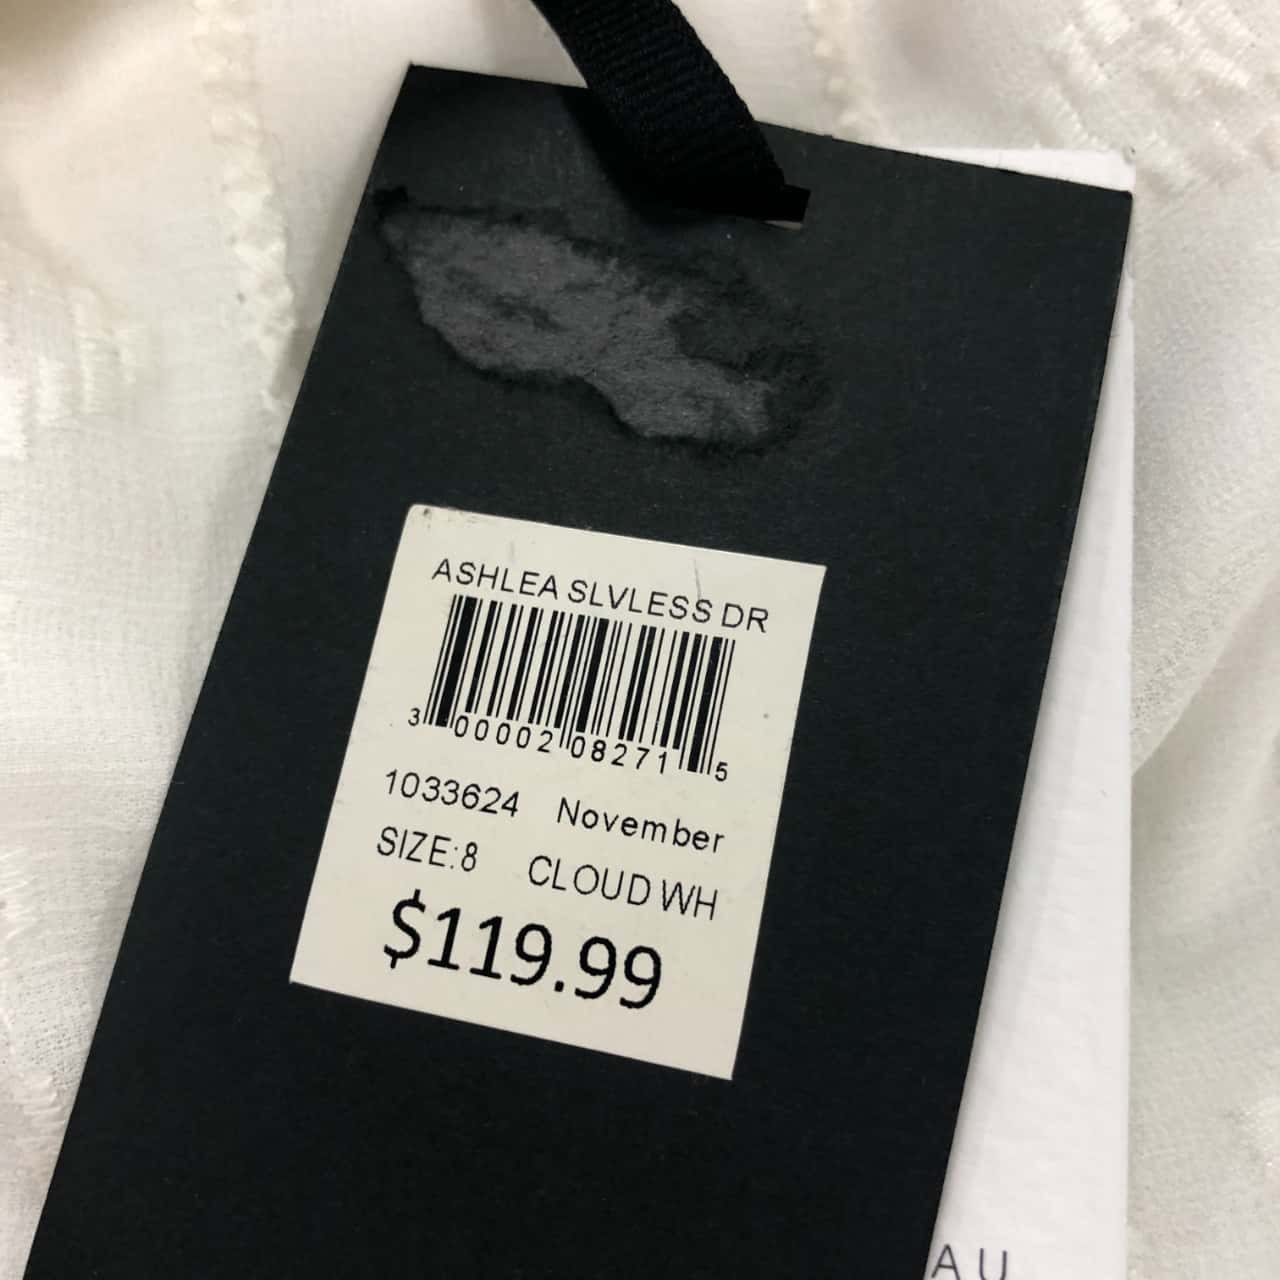 ASHLEA SLVLESS DR
3 00002 08271 5
1033624 November
SIZE:8 CLOUD WH
$119.99
AU